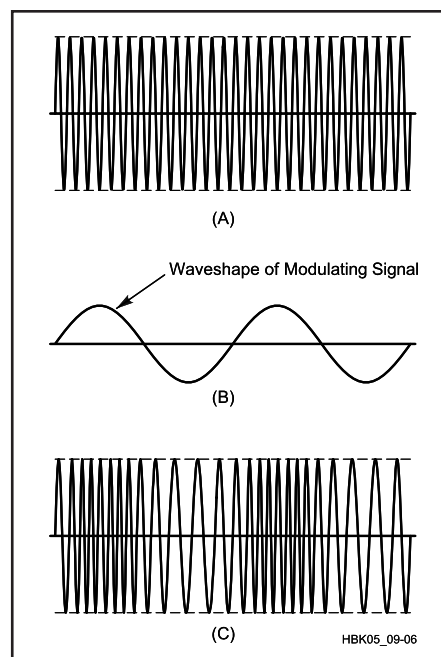 (A)
Waveshape of Modulating Signal
(B)
(C)
HBK05_09-06